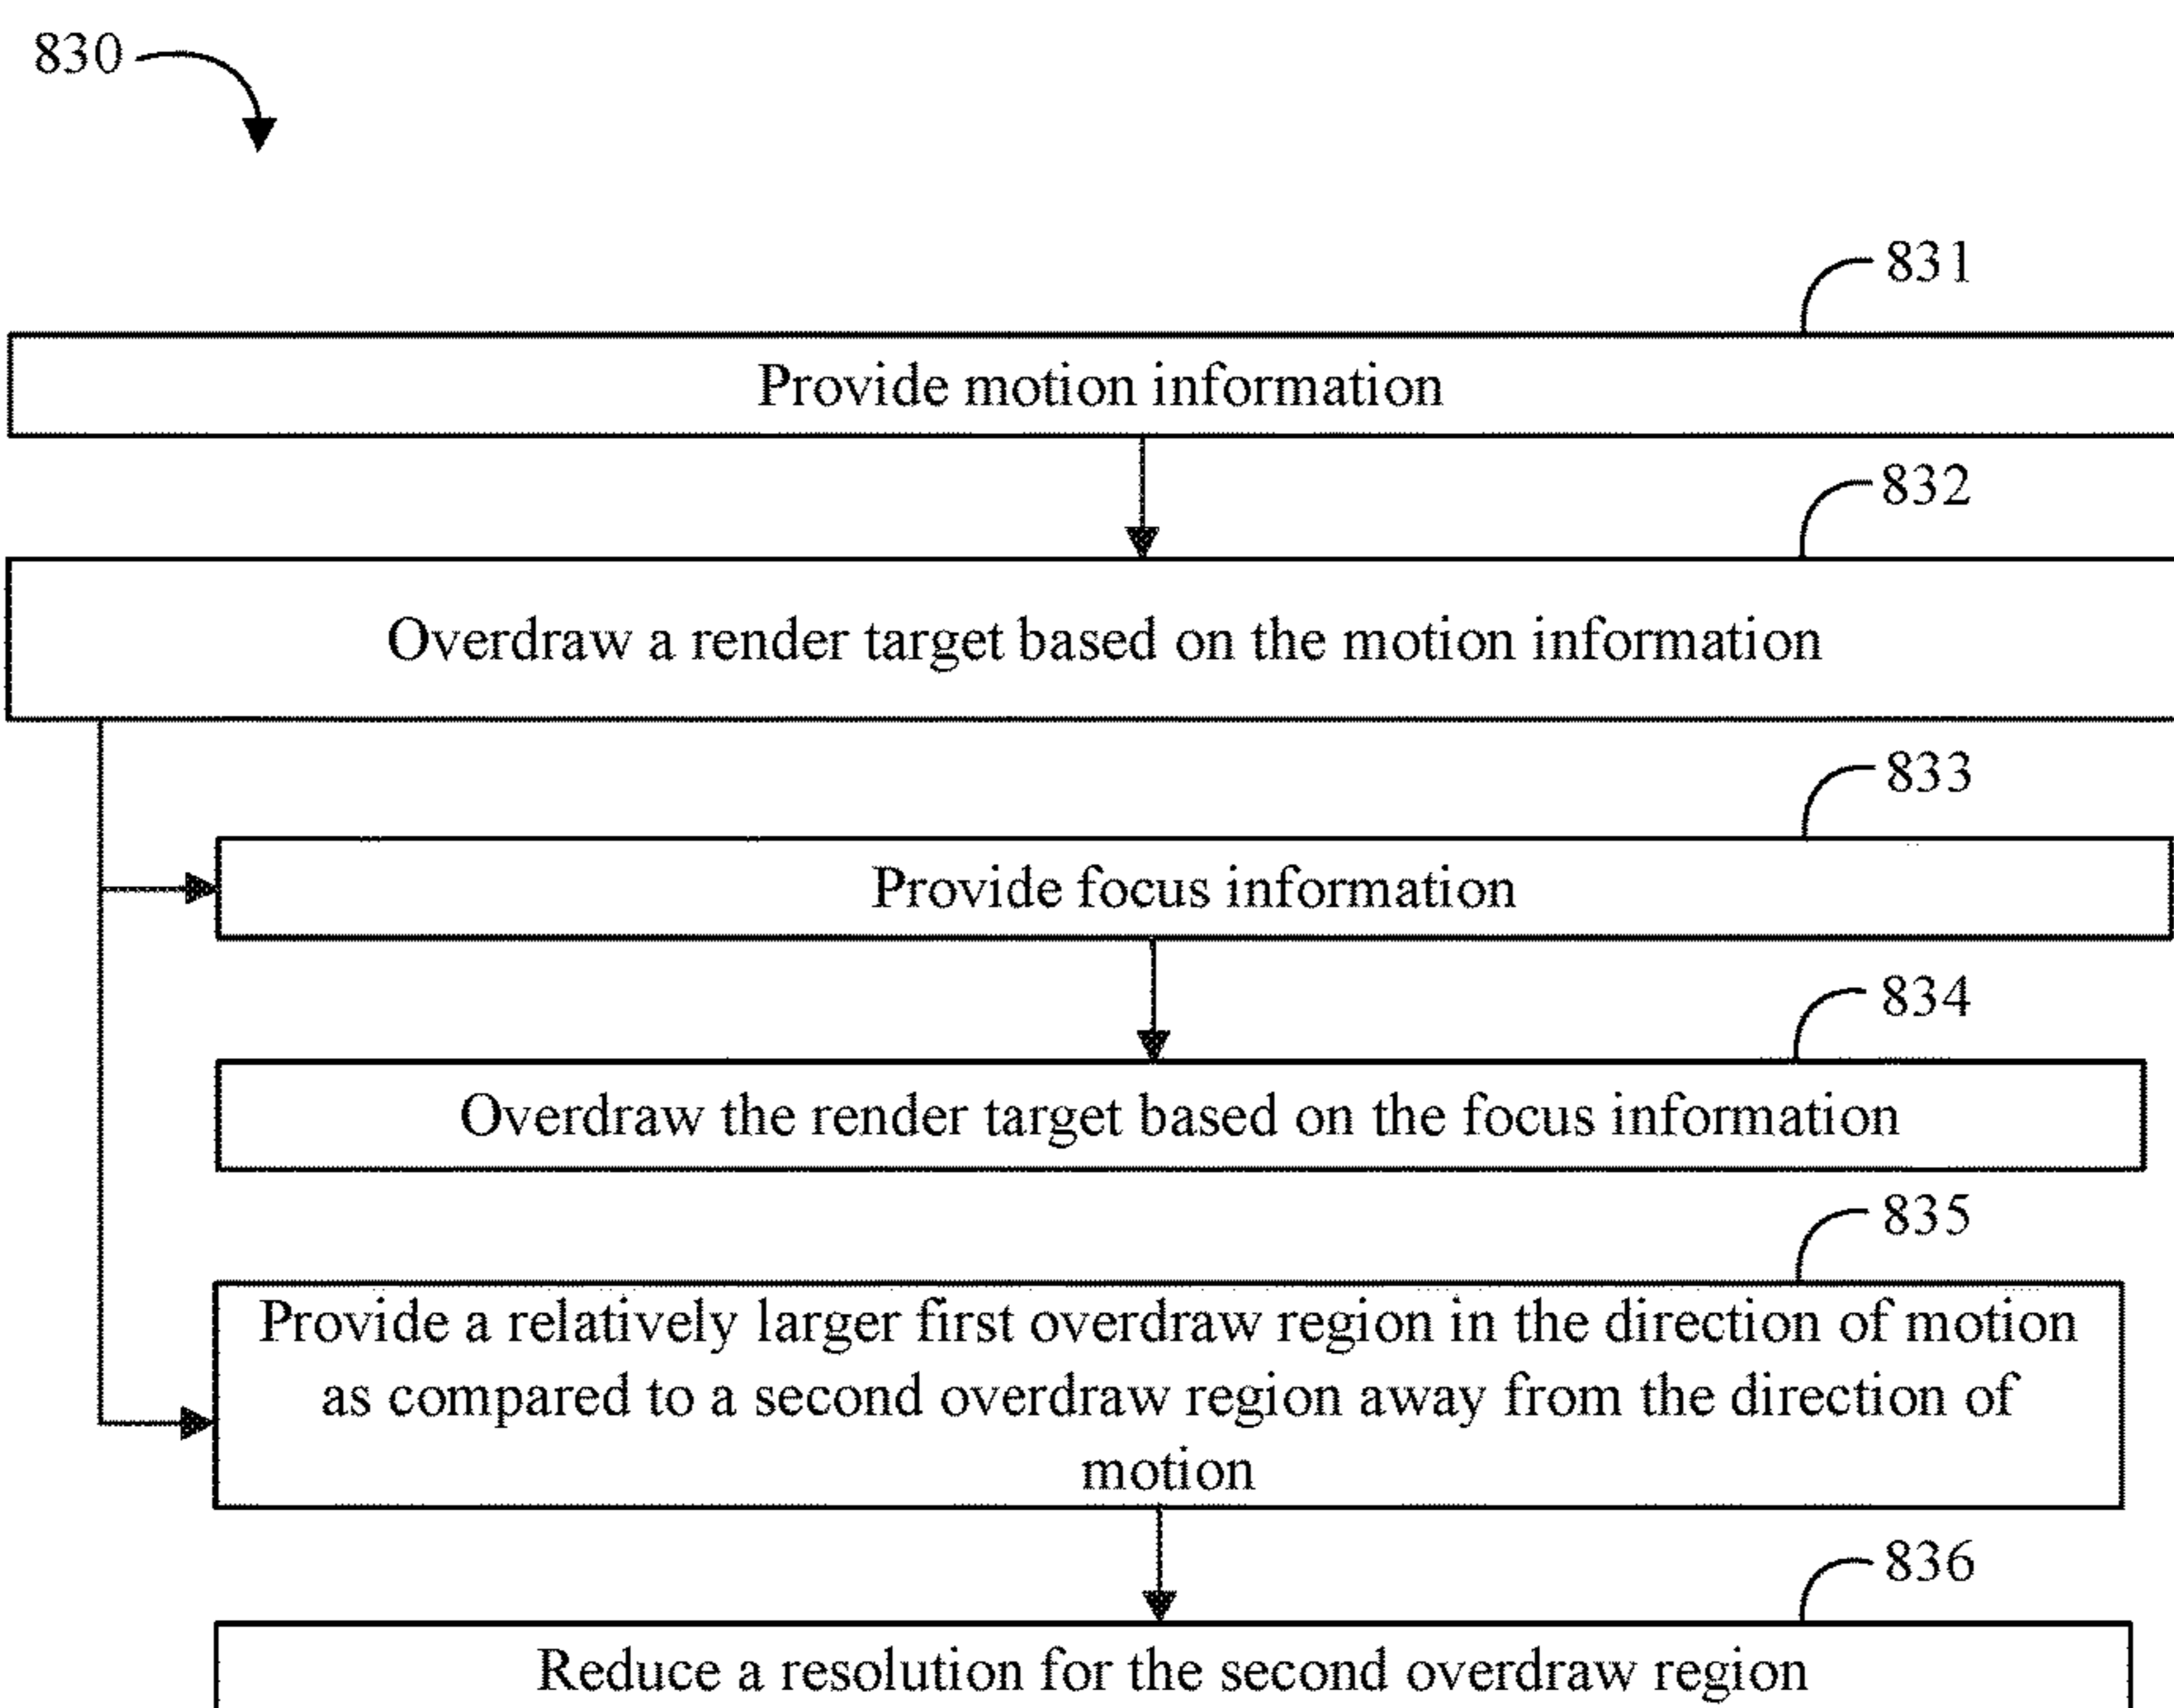 830
831
Provide motion information
832
Overdraw a render target based on the motion information
833
Provide focus information
834
Overdraw the render target based on the focus information
835
Provide a relatively larger first overdraw region in the direction of motion
as compared to a second overdraw region away from the direction of
motion
836
Reduce a resolution for the second overdraw region